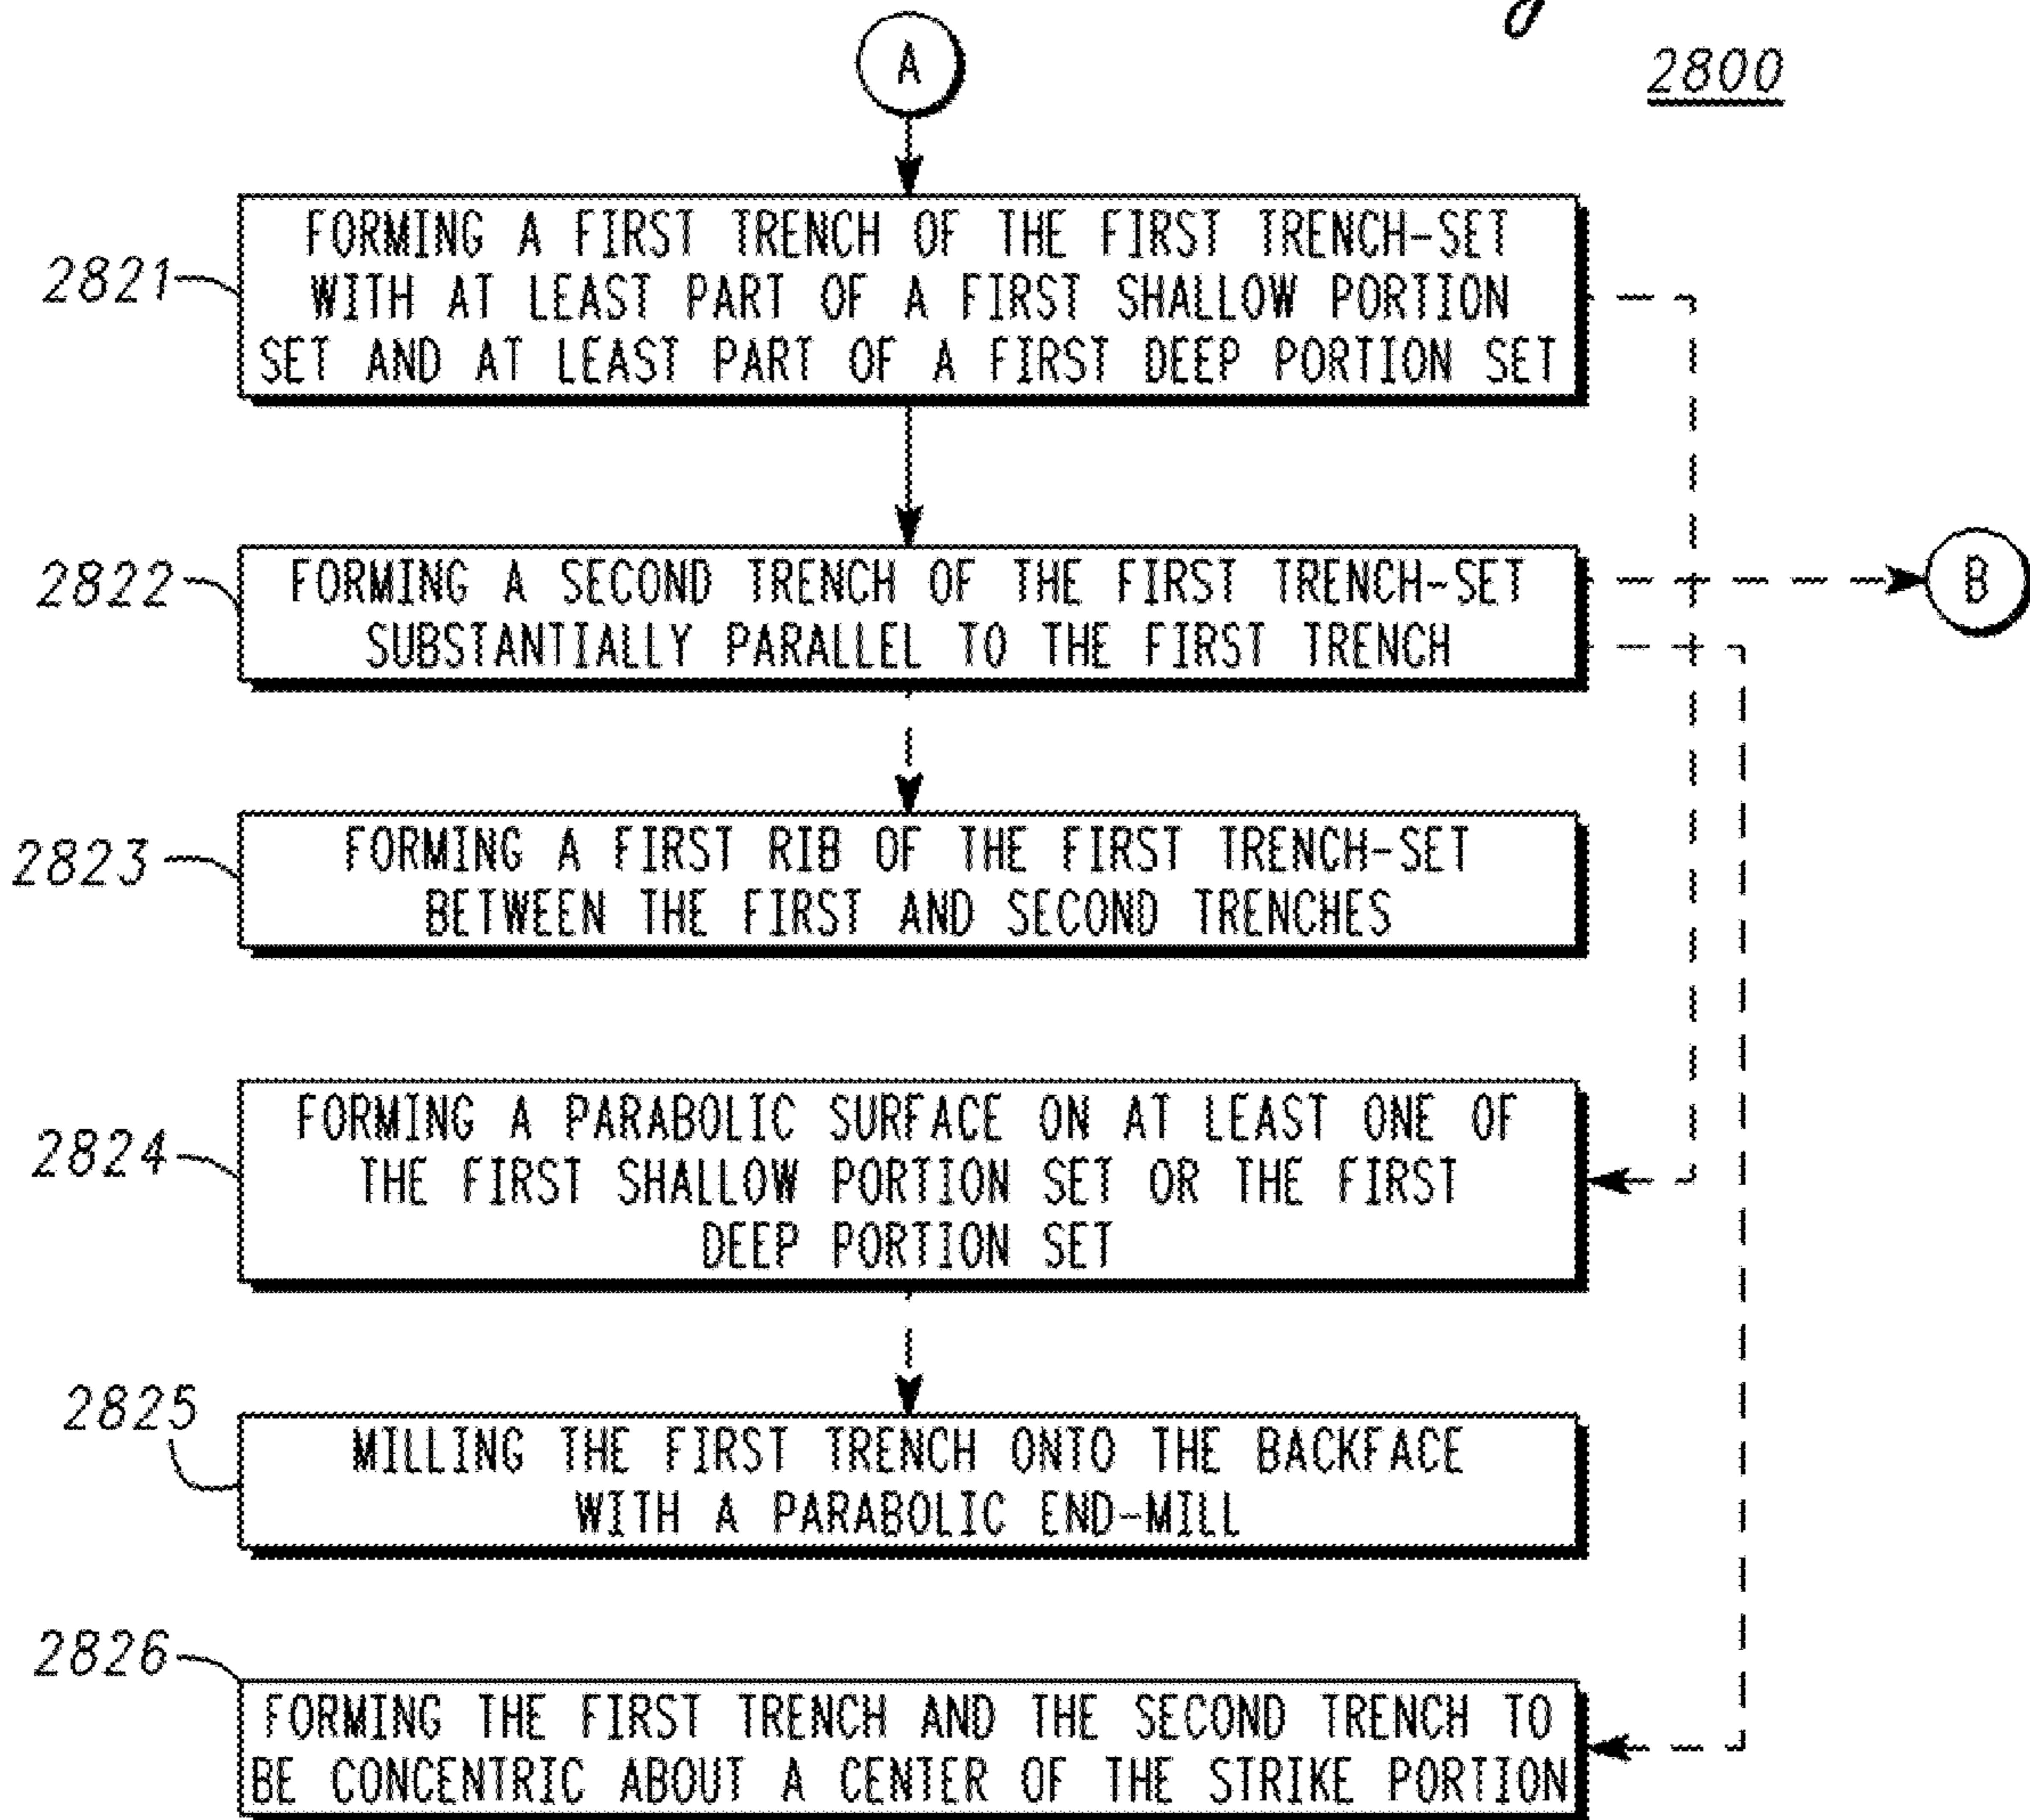 2800
A
2821
FORMING A FIRST TRENCH OF THE FIRST TRENCH-SET
WITH AT LEAST PART OF A FIRST SHALLOW PORTION
SET AND AT LEAST PART OF A FIRST DEEP PORTION SET
2822
FORMING A SECOND TRENCH OF THE FIRST TRENCH-SET
SUBSTANTIALLY PARALLEL TO THE FIRST TRENCH
B
2823
FORMING A FIRST RIB OF THE FIRST TRENCH-SET
BETWEEN THE FIRST AND SECOND TRENCHES
2824
FORMING A PARABOLIC SURFACE ON AT LEAST ONE OF
THE FIRST SHALLOW PORTION SET OR THE FIRST
DEEP PORTION SET
2825
MILLING THE FIRST TRENCH ONTO THE BACKFACE
WITH A PARABOLIC END-MILL
2826
FORMING THE FIRST TRENCH AND THE SECOND TRENCH TO
BE CONCENTRIC ABOUT A CENTER OF THE STRIKE PORTION